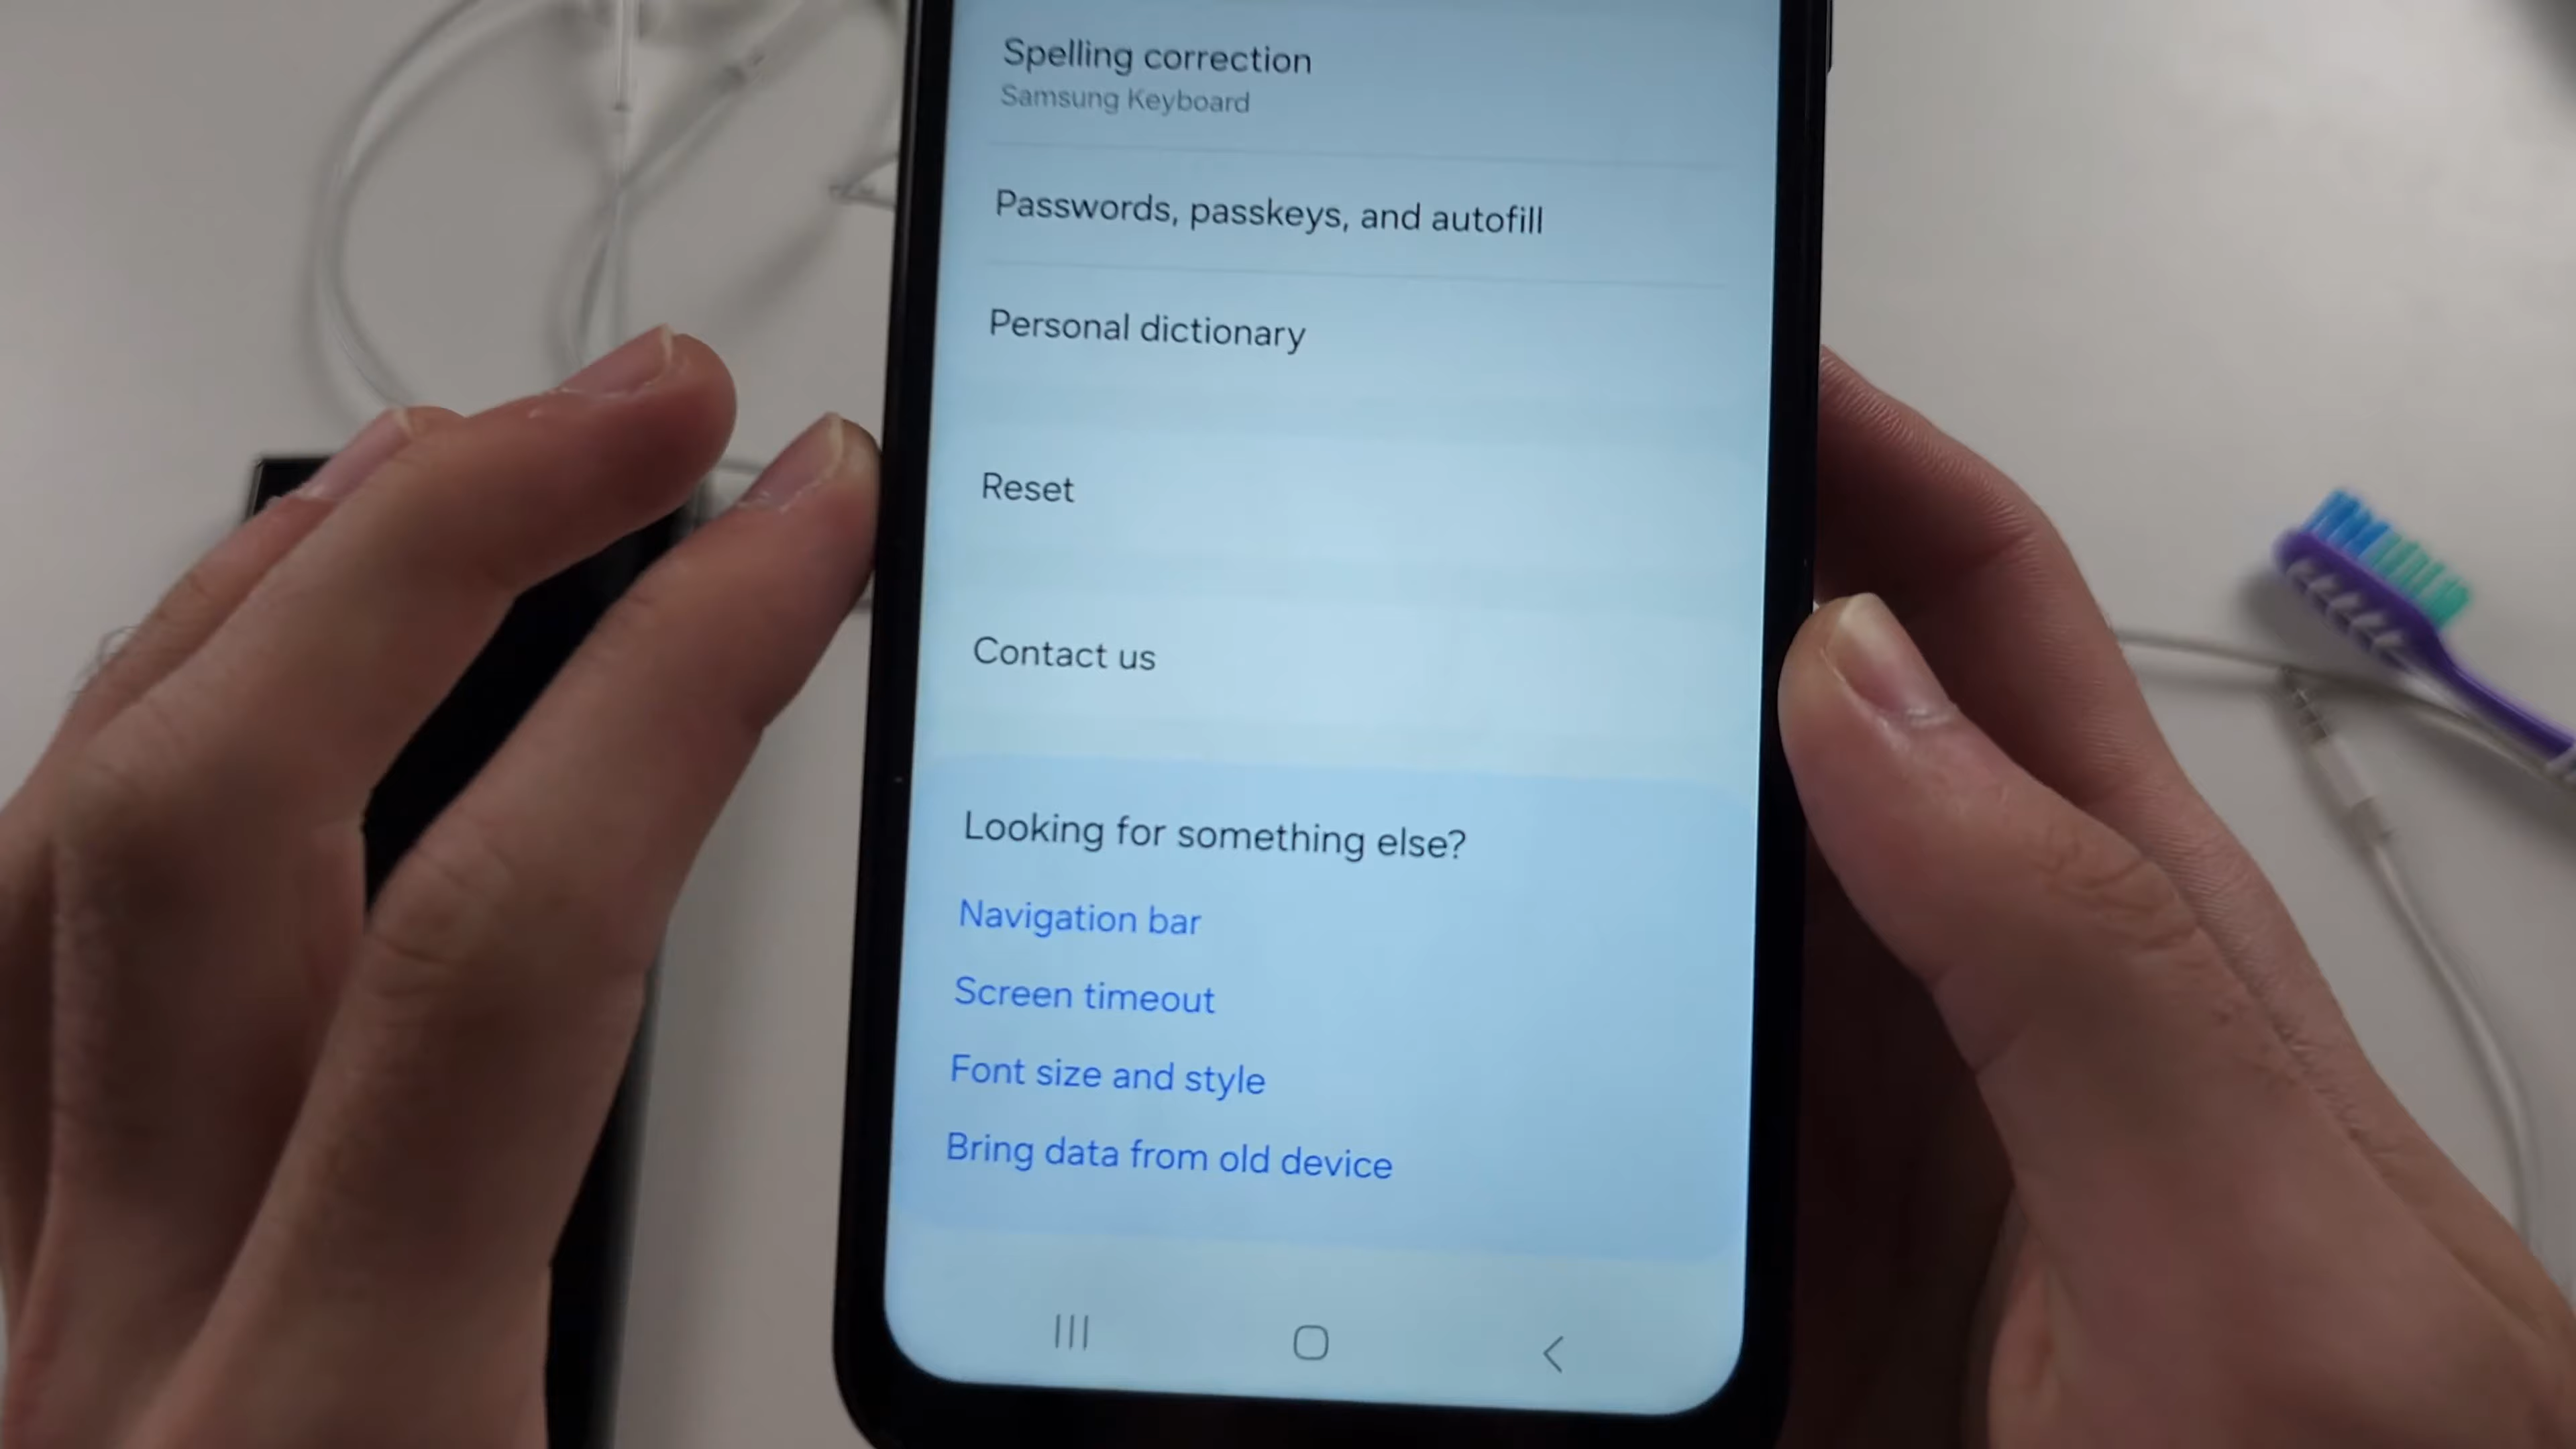 Spelling correction
Samsung Keyboard
Passwords, passkeys, and autofill
Personal dictionary
Reset
Contact us
Looking for something else?
Navigation bar
Screen timeout
Font size and style
Bring data from old device